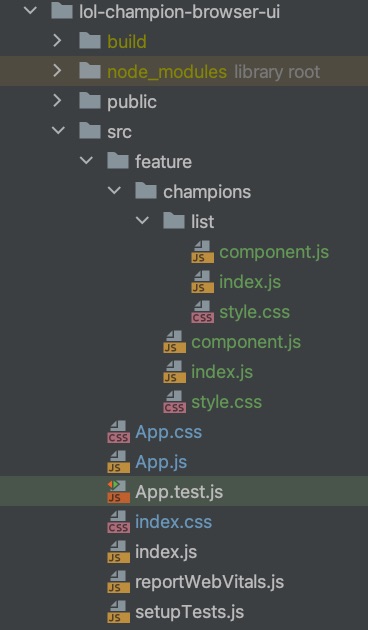 lol-champion-browser-ui
build
node_modules library root
public
src
feature
champions
list
JS component.js
JS index.js
CSS style.css
JS component.js
JS index.js
CSS style.css
CSS App.css
JS App.js
JS App.test.js
CSS index.css
JS index.js
JS reportWebVitals.js
JS setupTests.js